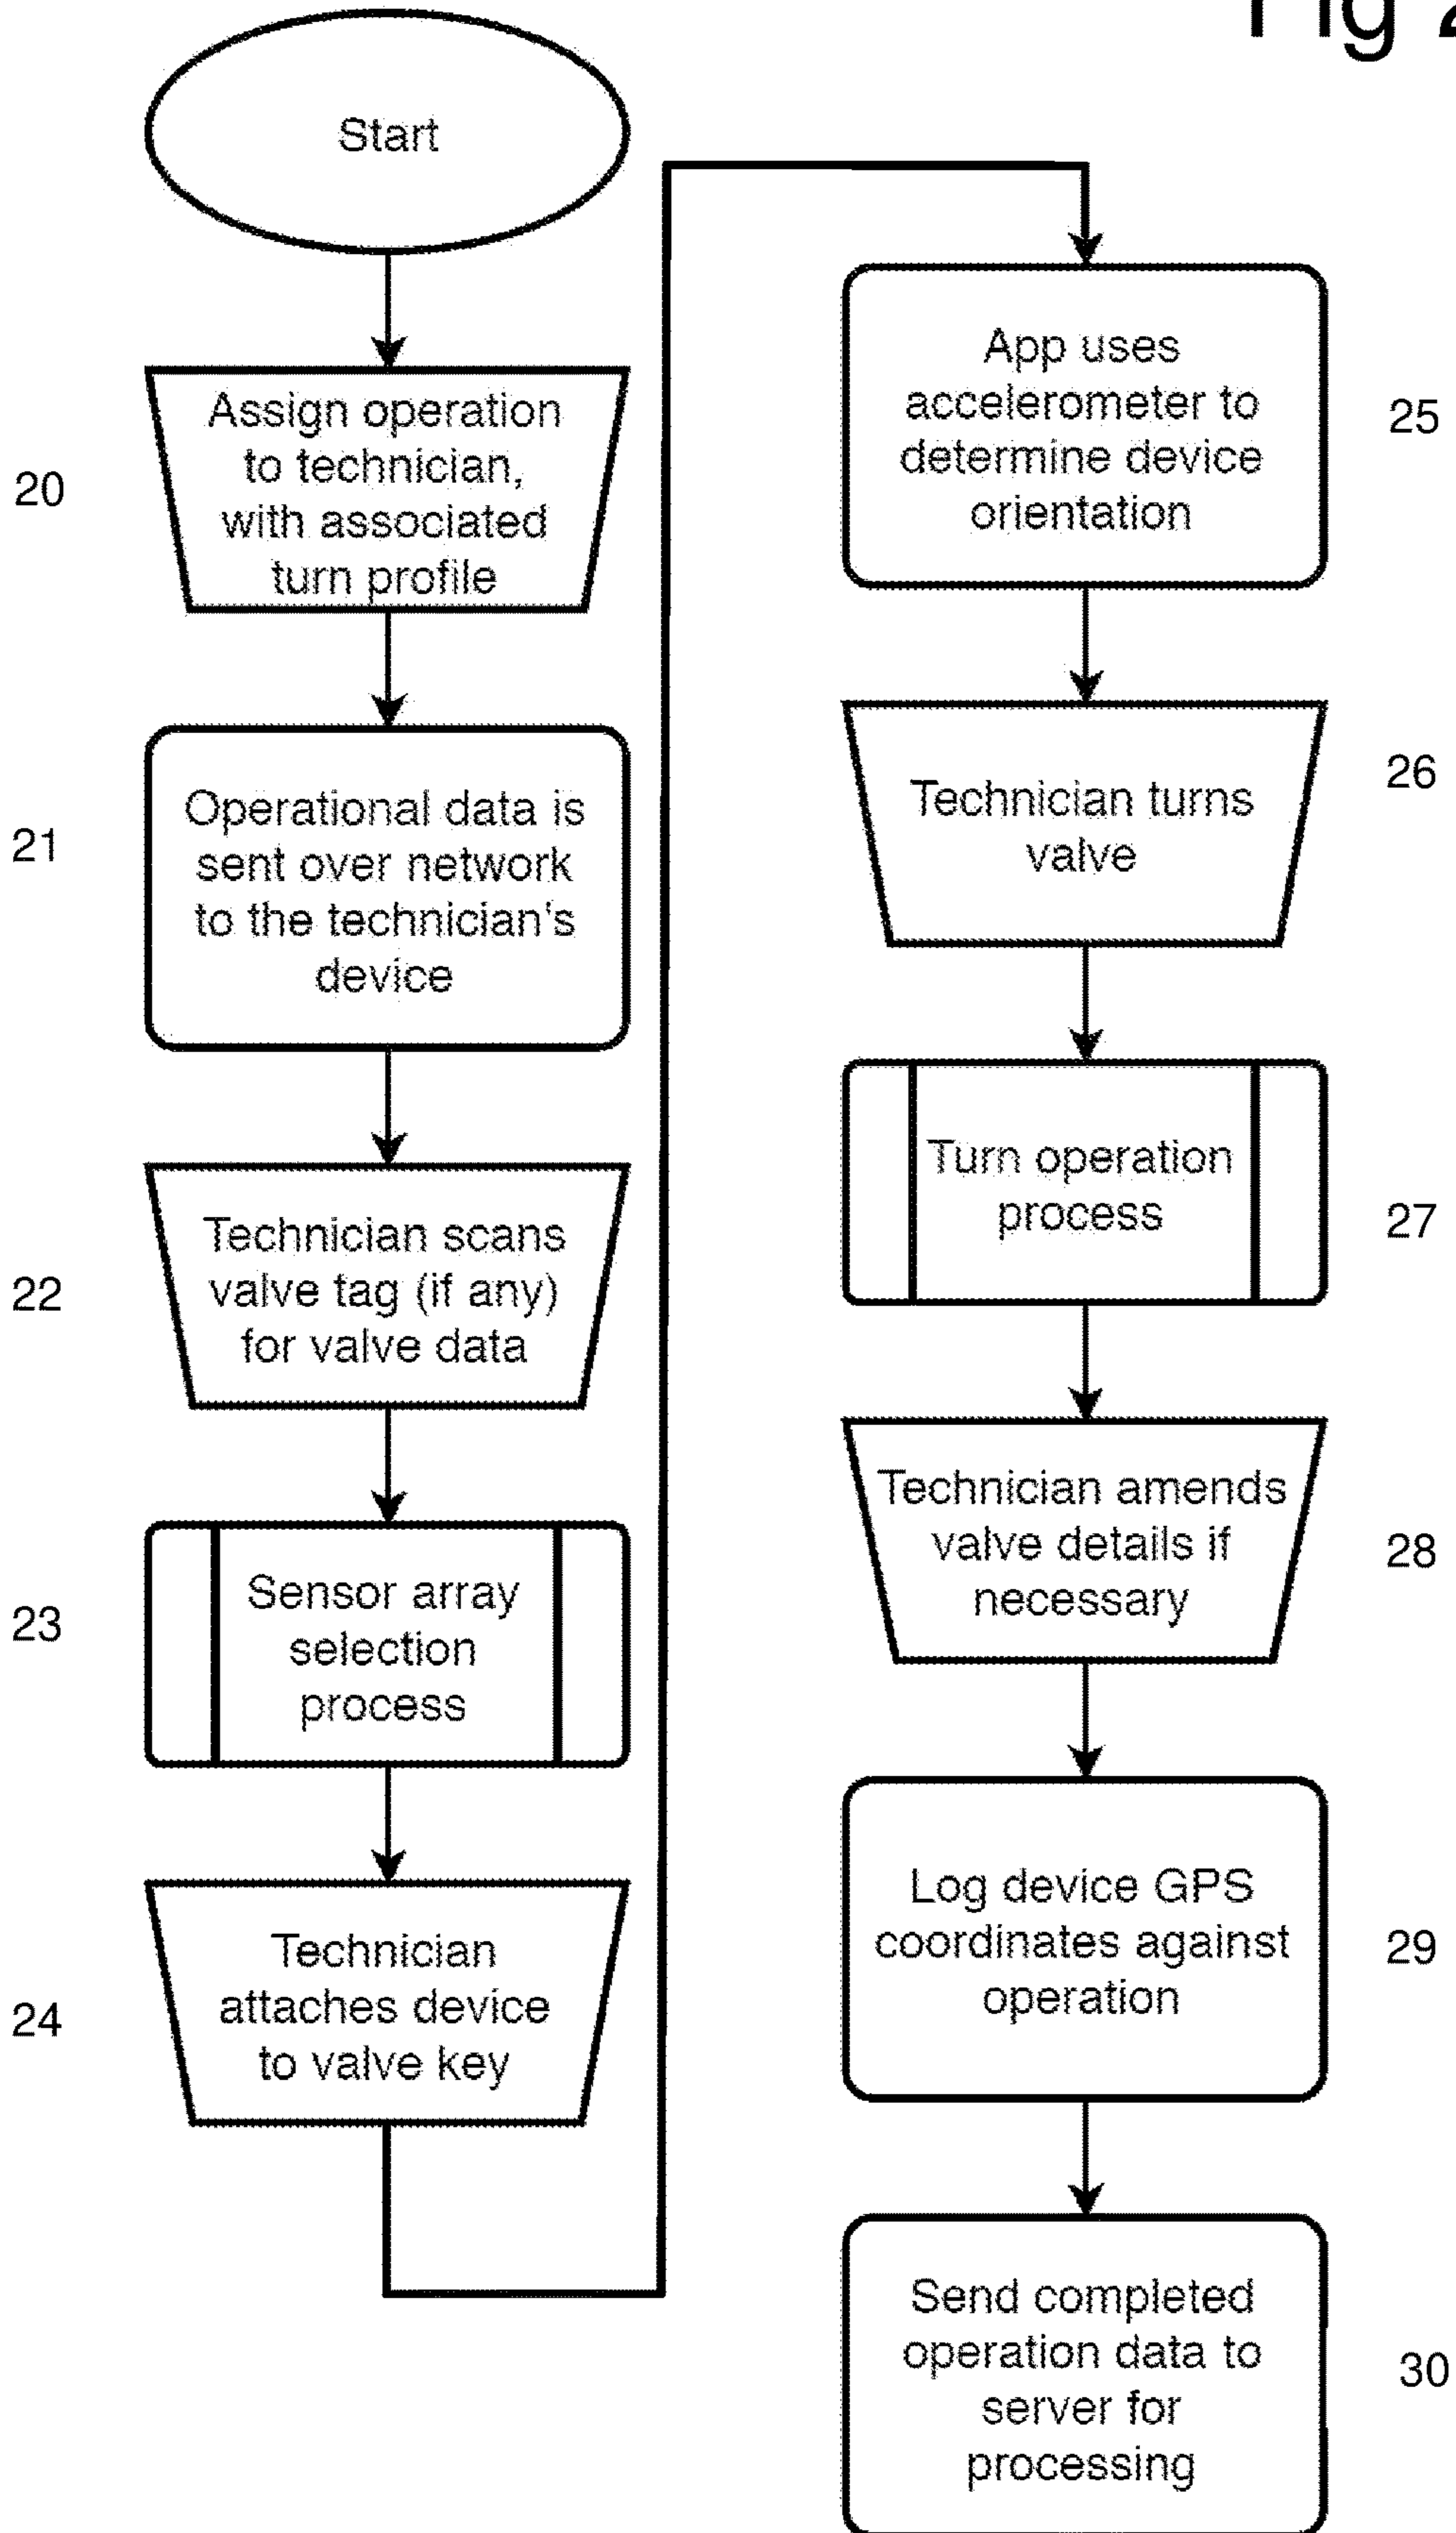 Fig 2
Start
20
Assign operation
to technician,
with associated
turn profile
21
Operational data is
sent over network
to the technician's
device
22
Technician scans
valve tag (if any)
for valve data
23
Sensor array
selection
process
24
Technician
attaches device
to valve key
App uses
accelerometer to
determine device
orientation
25
Technician turns
valve
26
Turn operation
process
27
Technician amends
valve details if
necessary
28
Log device GPS
coordinates against
operation
29
Send completed
operation data to
server for
processing
30